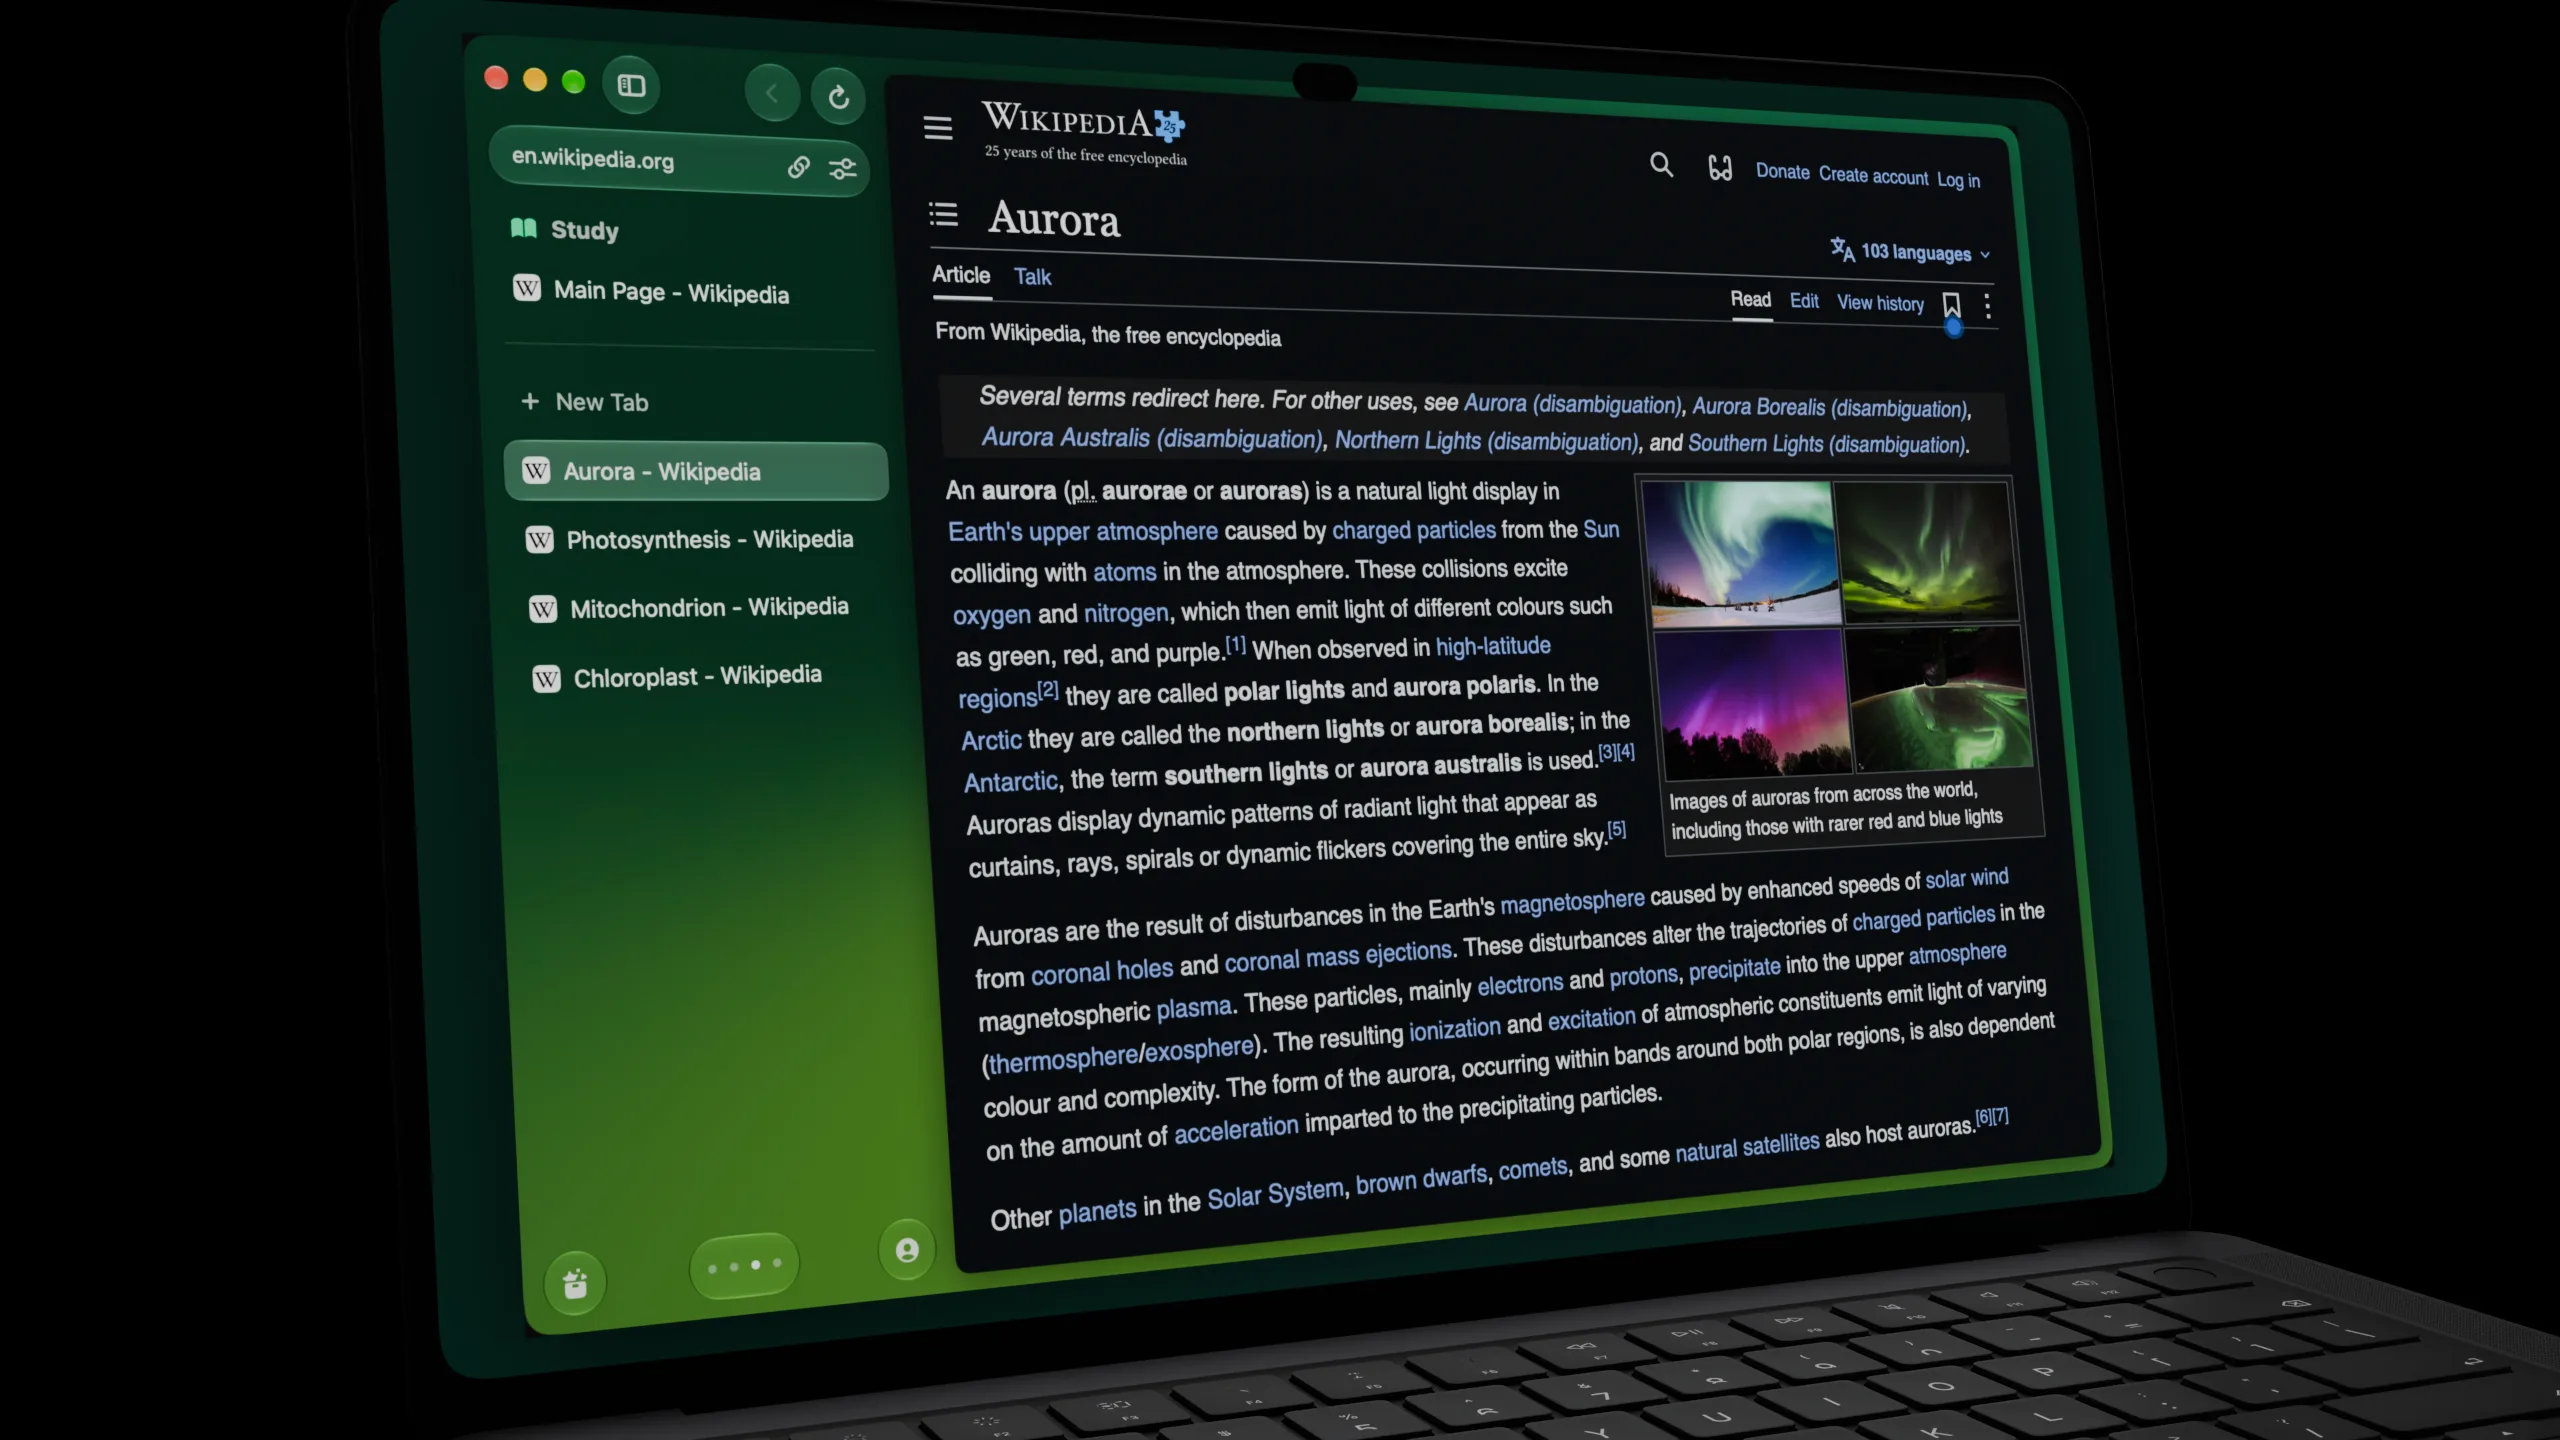 en.wikipedia.org
Study
Main Page - Wikipedia
New Tab
Aurora - Wikipedia
Photosynthesis - Wikipedia
Mitochondrion - Wikipedia
Chloroplast - Wikipedia
WIKIPEDIA 25
25 years of the free encyclopedia
Donate Create account Log in
Aurora
103 languages
Article Talk
Read Edit View history
From Wikipedia, the free encyclopedia
Several terms redirect here. For other uses, see Aurora (disambiguation), Aurora Borealis (disambiguation),
Aurora Australis (disambiguation), Northern Lights (disambiguation), and Southern Lights (disambiguation).
An aurora (pl. aurorae or auroras) is a natural light display in
Earth's upper atmosphere caused by charged particles from the Sun
colliding with atoms in the atmosphere. These collisions excite
oxygen and nitrogen, which then emit light of different colours such
as green, red, and purple.[1] When observed in high-latitude
regions[2] they are called polar lights and aurora polaris. In the
Arctic they are called the northern lights or aurora borealis; in the
Antarctic, the term southern lights or aurora australis is used.[3][4]
Auroras display dynamic patterns of radiant light that appear as
curtains, rays, spirals or dynamic flickers covering the entire sky.[5]
Images of auroras from across the world,
including those with rarer red and blue lights
Auroras are the result of disturbances in the Earth's magnetosphere caused by enhanced speeds of solar wind
from coronal holes and coronal mass ejections. These disturbances alter the trajectories of charged particles in the
magnetospheric plasma. These particles, mainly electrons and protons, precipitate into the upper atmosphere
(thermosphere/exosphere). The resulting ionization and excitation of atmospheric constituents emit light of varying
colour and complexity. The form of the aurora, occurring within bands around both polar regions, is also dependent
on the amount of acceleration imparted to the precipitating particles.
Other planets in the Solar System, brown dwarfs, comets, and some natural satellites also host auroras.[6][7]
F2 F3 F4 F5 F6 F7 F8 F9 F10 F11 F12
Y U I O P
K L